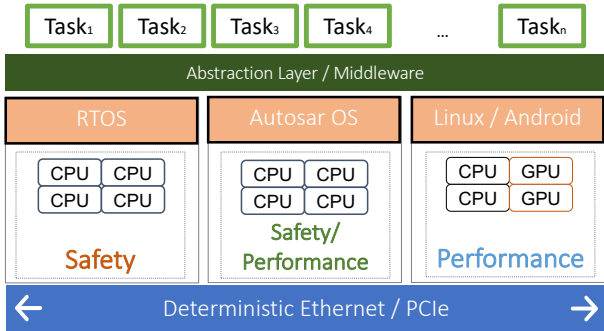 Task₁ Task₂ Task₃ Task₄ ... Taskₙ
Abstraction Layer / Middleware
RTOS Autosar OS Linux / Android
CPU CPU CPU CPU CPU GPU
CPU CPU CPU CPU CPU GPU
Safety
Safety/
Performance
Performance
Deterministic Ethernet / PCIe